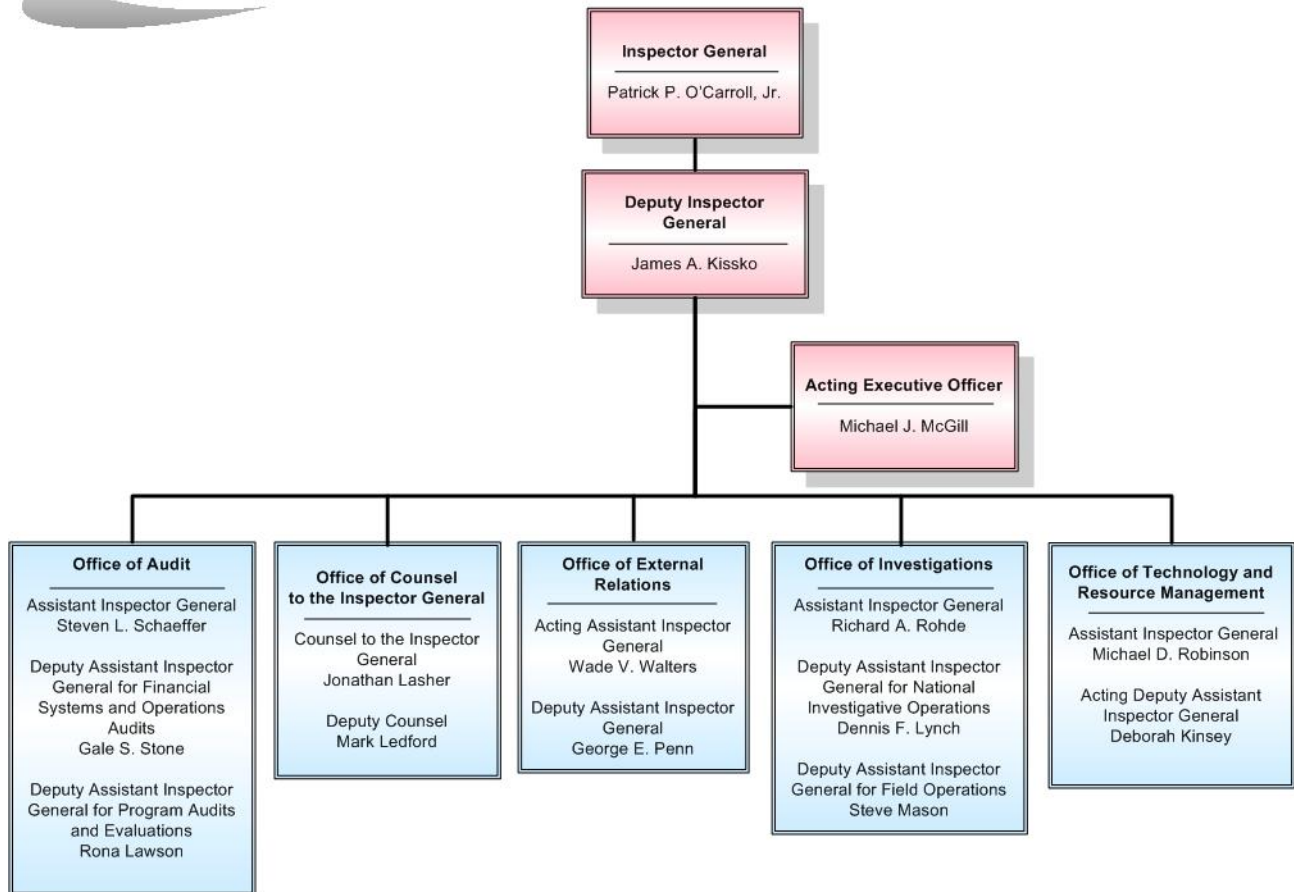 Inspector General
Patrick P. O'Carroll, Jr.
Deputy Inspector
General
James A. Kissko
Acting Executive Officer
Michael J. McGill
Office of Audit
Assistant Inspector General
Steven L. Schaeffer
Deputy Assistant Inspector
General for Financial
Systems and Operations
Audits
Gale S. Stone
Deputy Assistant Inspector
General for Program Audits
and Evaluations
Rona Lawson
Office of Counsel
to the Inspector General
Counsel to the Inspector
General
Jonathan Lasher
Deputy Counsel
Mark Ledford
Office of External
Relations
Acting Assistant Inspector
General
Wade V. Walters
Deputy Assistant Inspector
General
George E. Penn
Office of Investigations
Assistant Inspector General
Richard A. Rohde
Deputy Assistant Inspector
General for National
Investigative Operations
Dennis F. Lynch
Deputy Assistant Inspector
General for Field Operations
Steve Mason
Office of Technology and
Resource Management
Assistant Inspector General
Michael D. Robinson
Acting Deputy Assistant
Inspector General
Deborah Kinsey